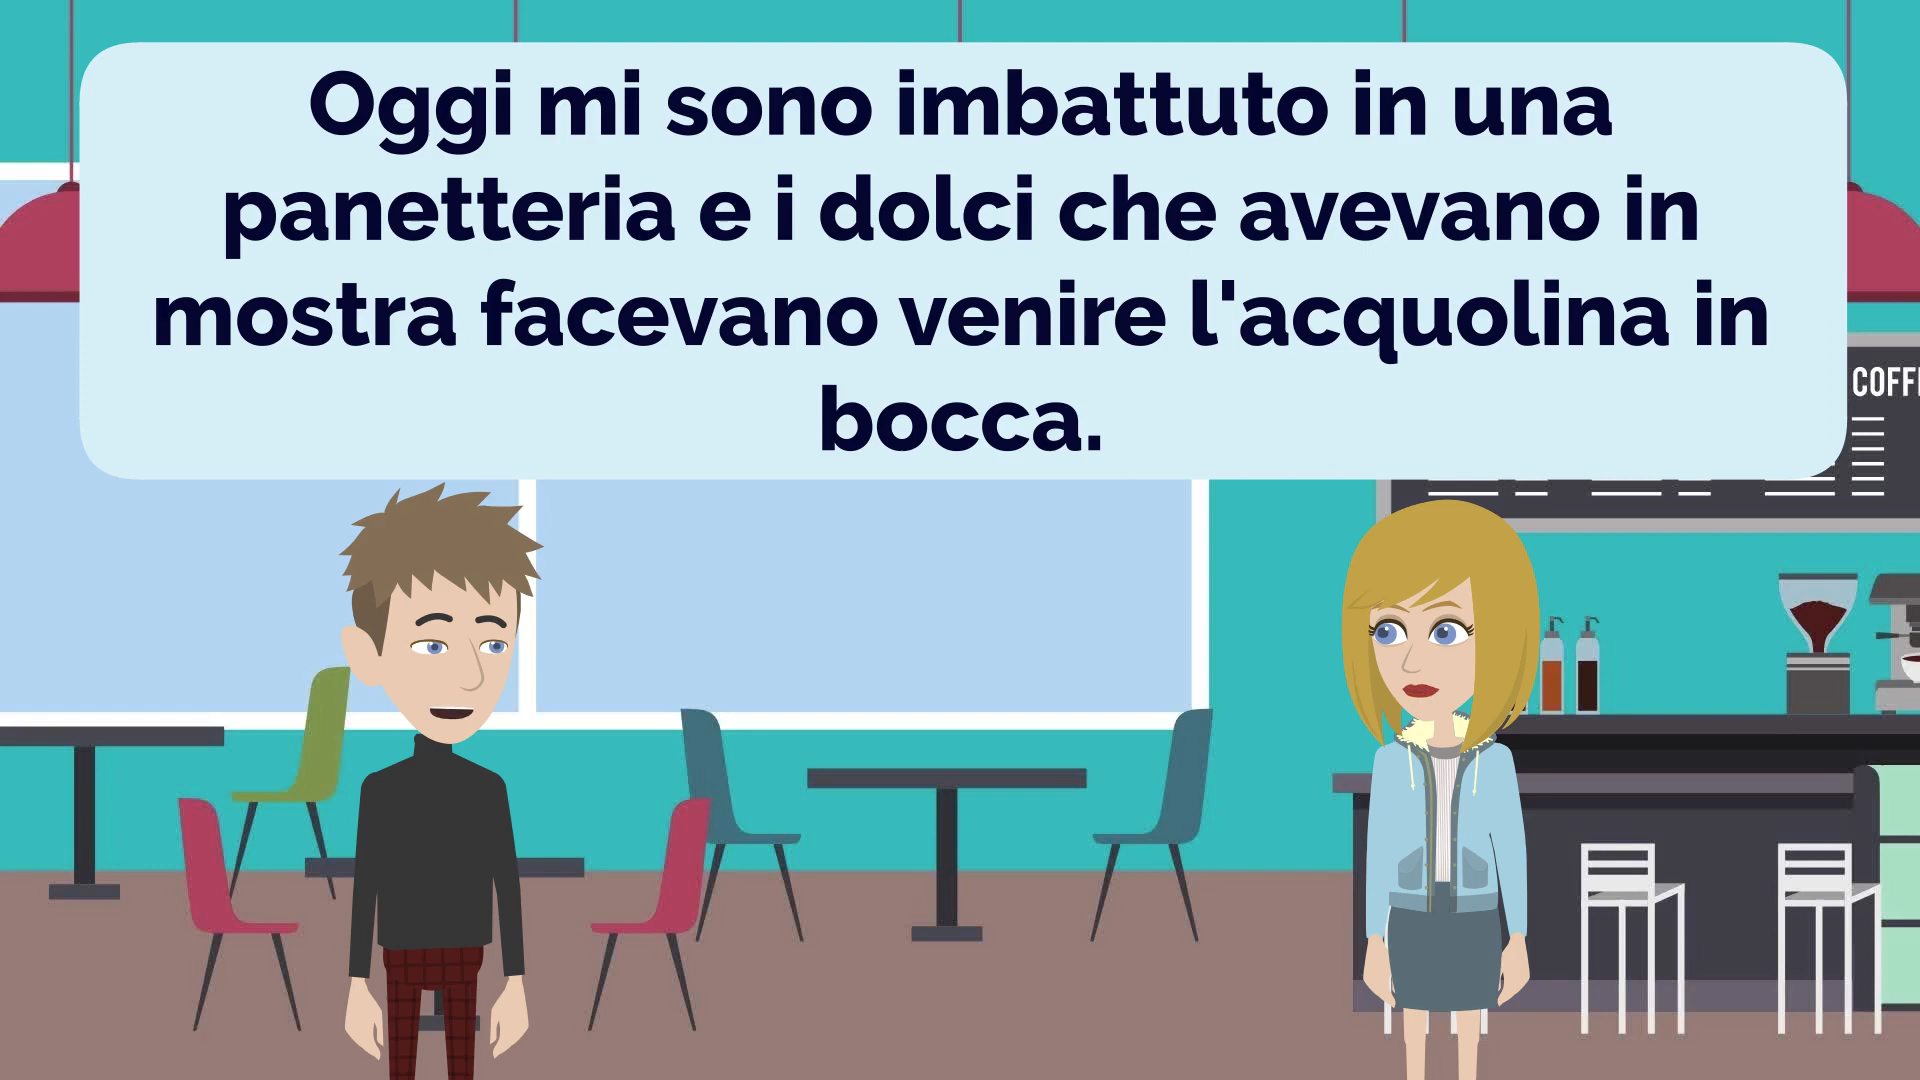 Oggi mi sono imbattuto in una
panetteria e i dolci che avevano in
mostra facevano venire l'acquolina in
bocca.